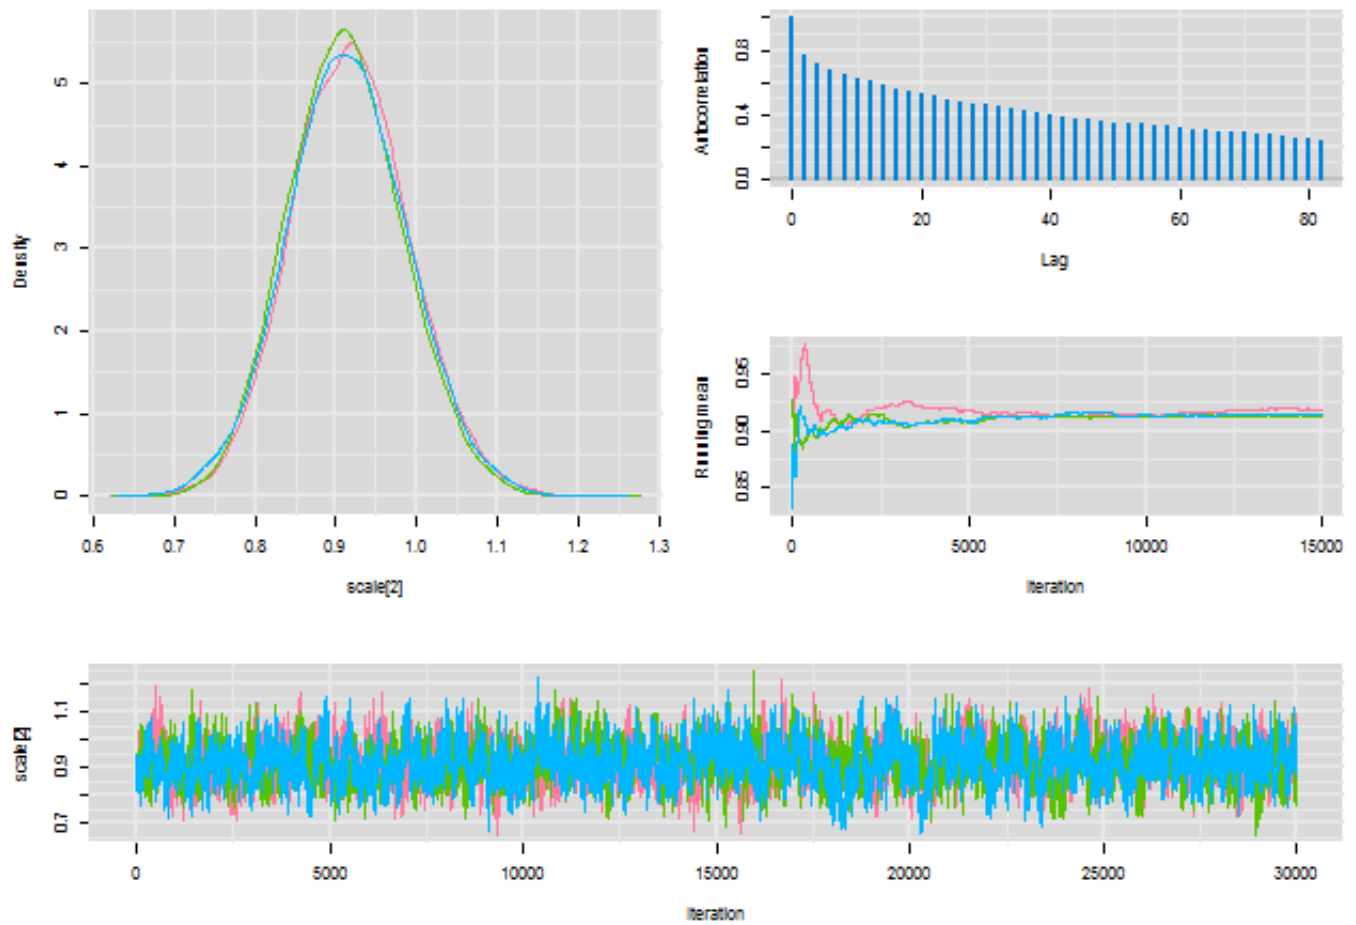 Density
5
4
3
2
1
0
0.6 0.7 0.8 0.9 1.0 1.1 1.2 1.3
scale[2]
Autocorrelation
0.8
0.4
0.0
0 20 40 60 80
Lag
Running mean
0.95
0.90
0.85
0 5000 10000 15000
Iteration
scale[2]
1.1
0.9
0.7
0 5000 10000 15000 20000 25000 30000
Iteration